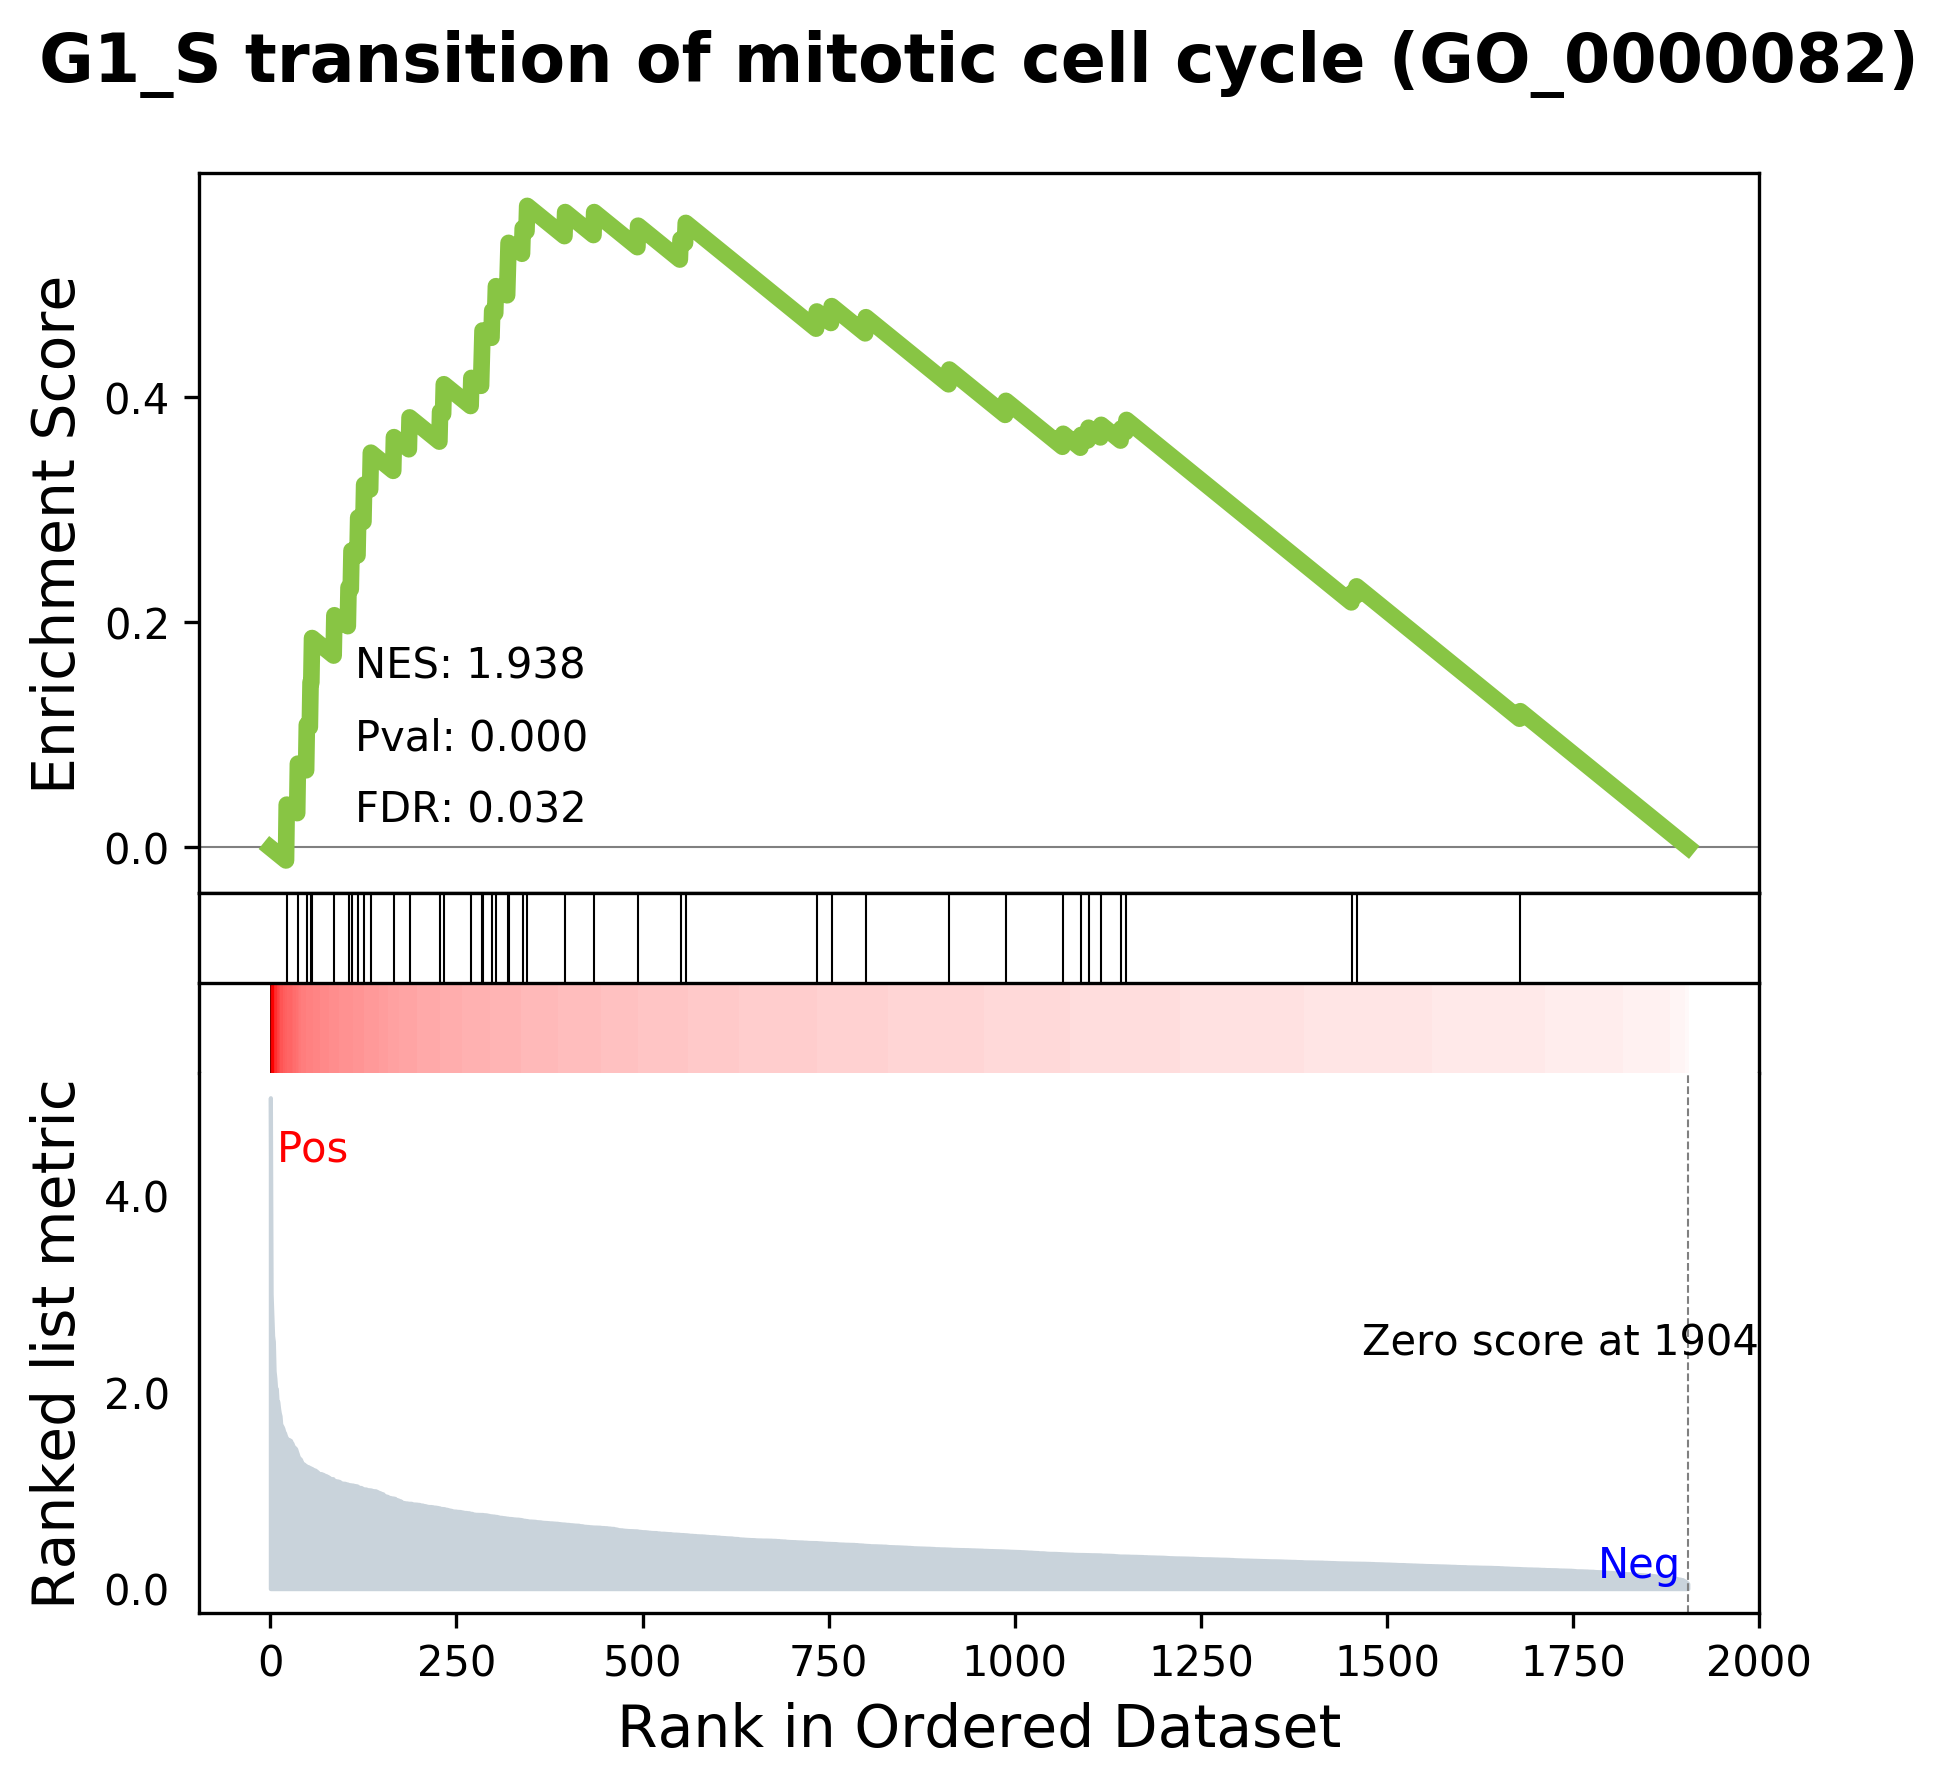 G1_S transition of mitotic cell cycle (GO_0000082)
Enrichment Score
0.4
0.2
0.0
NES: 1.938
Pval: 0.000
FDR: 0.032
Ranked list metric
Pos
4.0
2.0
0.0
Zero score at 1904
Neg
0 250 500 750 1000 1250 1500 1750 2000
Rank in Ordered Dataset